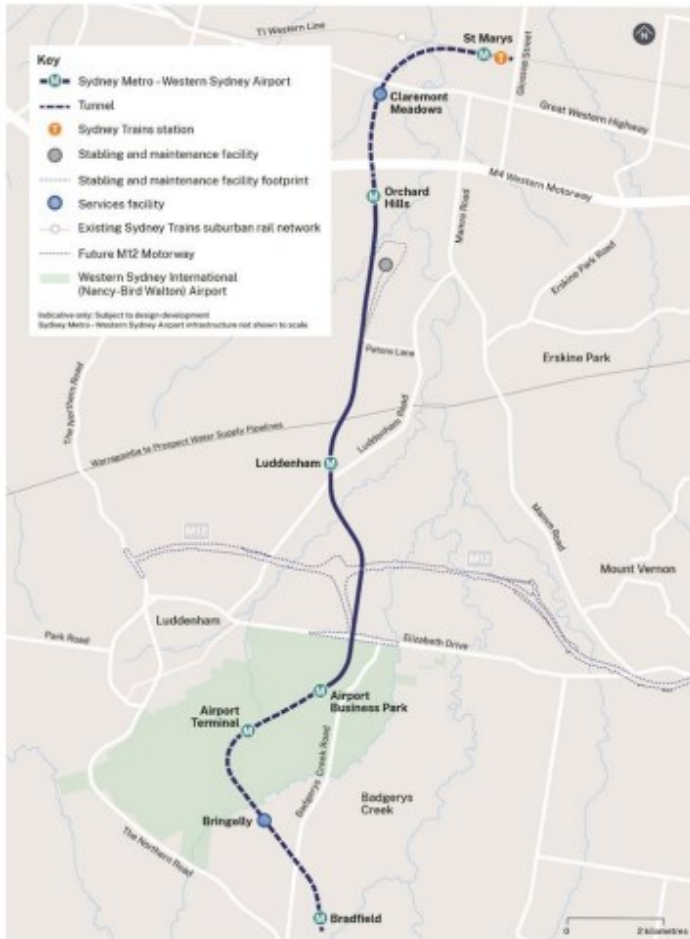 Key
M Sydney Metro - Western Sydney Airport
Tunnel
T Sydney Trains station
Stabling and maintenance facility
Stabling and maintenance facility footprint
Services facility
Existing Sydney Trains suburban rail network
Future M12 Motorway
Western Sydney International
(Nancy-Bird Walton) Airport
Indicative only: Subject to design development
Sydney Metro - Western Sydney Airport infrastructure not shown to scale
T1 Western Line
St Marys
M T
N
Glossop Street
Claremont
Meadows
Great Western Highway
M4 Western Motorway
M Orchard
Hills
Mamre Road
Erskine Park Road
Patons Lane
Erskine Park
The Northern Road
Warragamba to Prospect Water Supply Pipelines
Luddenham Road
Luddenham M
M12
M12
Mamre Road
Mount Vernon
Luddenham
Park Road
Elizabeth Drive
M Airport
Business Park
Airport
Terminal M
Badgerys Creek Road
Badgerys
Creek
Bringelly
The Northern Road
M Bradfield
0 2 kilometres